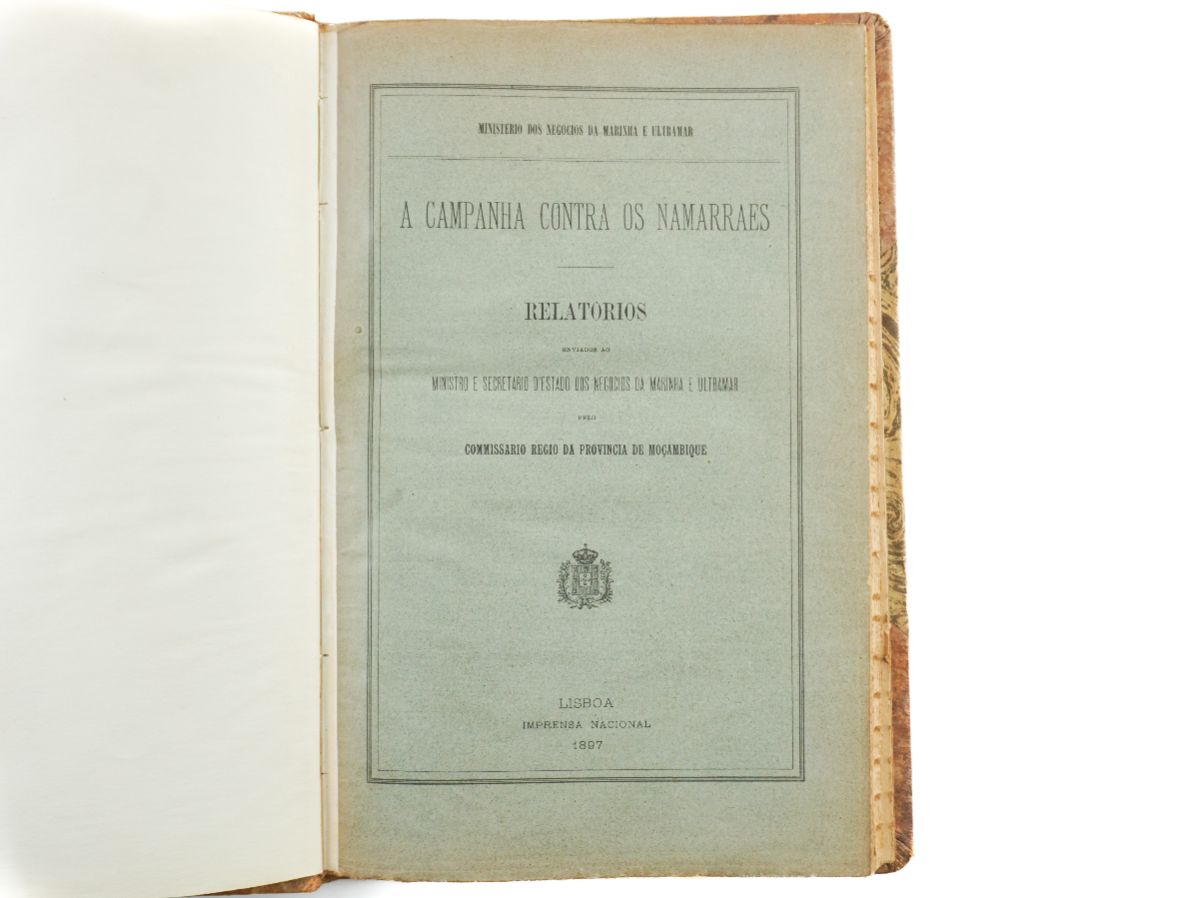 MINISTERIO DOS NEGOCIOS DA MARINHA E ULTRAMAR
A CAMPANHA CONTRA OS NAMARRAES
RELATORIOS
ENVIADOS AO
MINISTRO E SECRETARIO D'ESTADO DOS NEGOCIOS DA MARINHA E ULTRAMAR
PELO
COMMISSARIO REGIO DA PROVINCIA DE MOÇAMBIQUE
LISBOA
IMPRENSA NACIONAL
1897